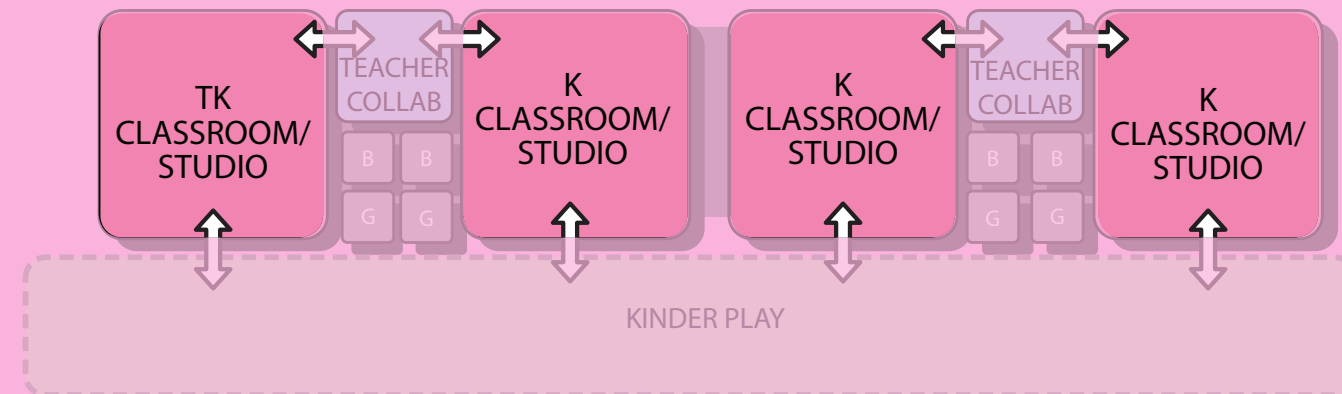 TK
CLASSROOM/
STUDIO
TEACHER
COLLAB
B B
G G
K
CLASSROOM/
STUDIO
K
CLASSROOM/
STUDIO
TEACHER
COLLAB
B B
G G
K
CLASSROOM/
STUDIO
KINDER PLAY